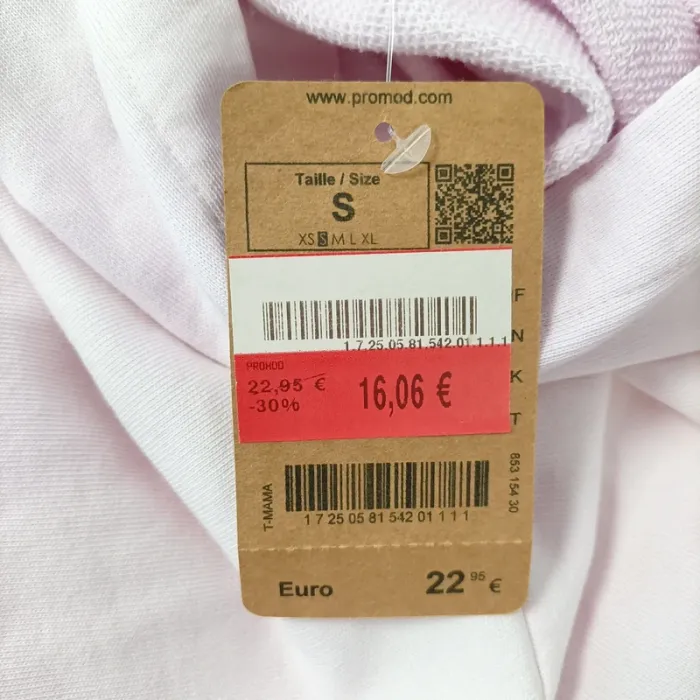 www.promod.com
Taille / Size
S
XS S M L XL
1.7.25.05.81.542.01.1.1.1
F
N
K
T
PROMOD
22,95 €
-30%
16,06 €
T-MAMA
853 154 30
1 7 25 05 81 542 01 1 1 1
Euro
22 95 €